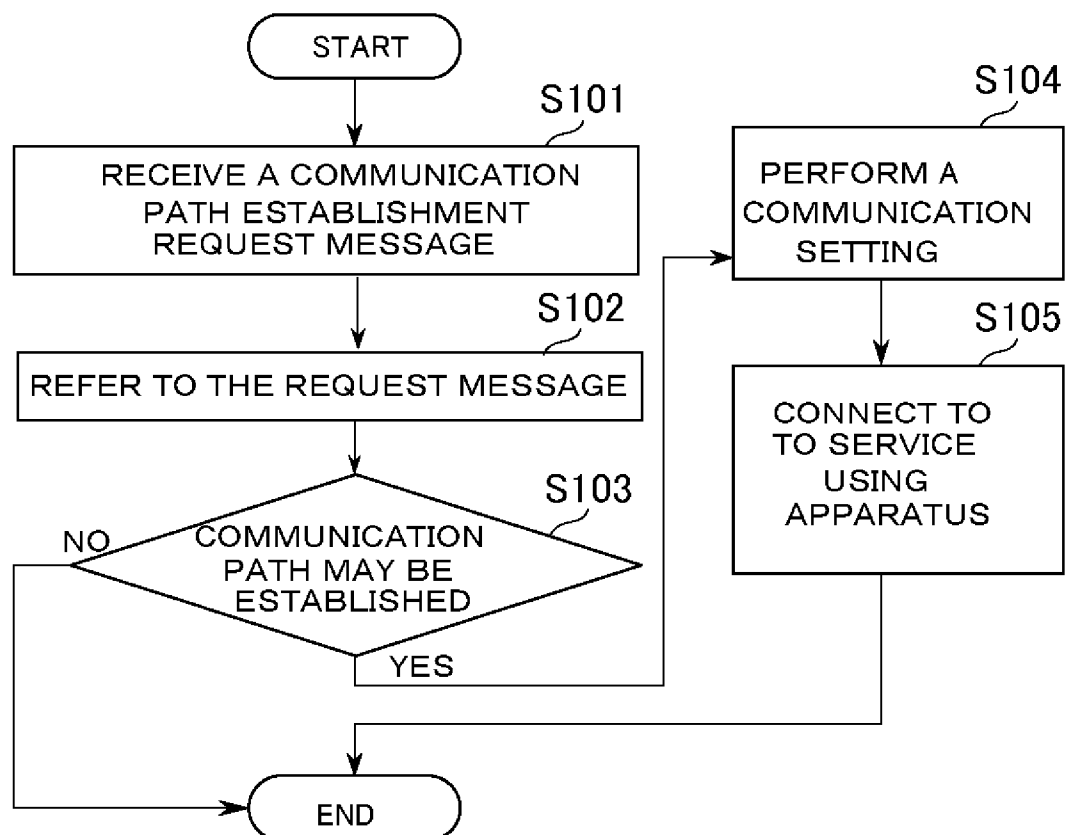 START
S101
RECEIVE A COMMUNICATION
PATH ESTABLISHMENT
REQUEST MESSAGE
S102
REFER TO THE REQUEST MESSAGE
S103
COMMUNICATION
PATH MAY BE
ESTABLISHED
NO
YES
S104
PERFORM A
COMMUNICATION
SETTING
S105
CONNECT TO
TO SERVICE
USING
APPARATUS
END